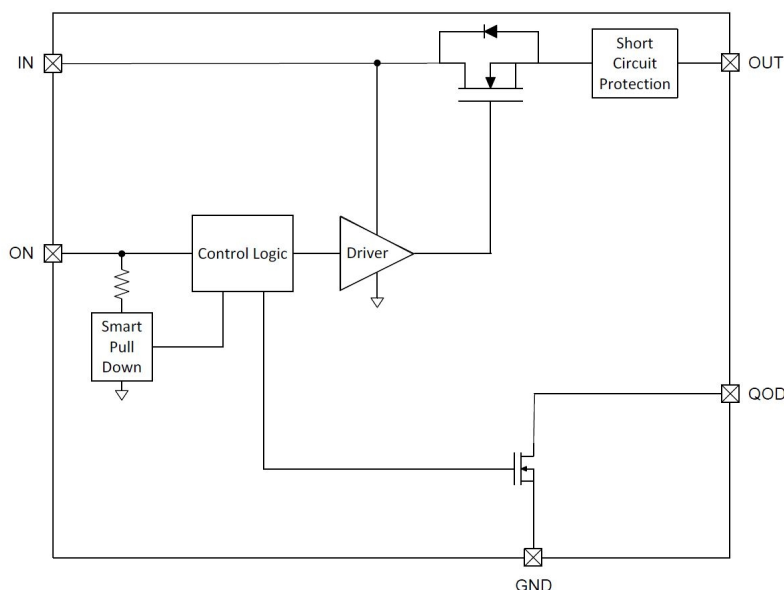 IN
Short
Circuit
Protection
OUT
ON
Control Logic
Driver
Smart
Pull
Down
QOD
GND